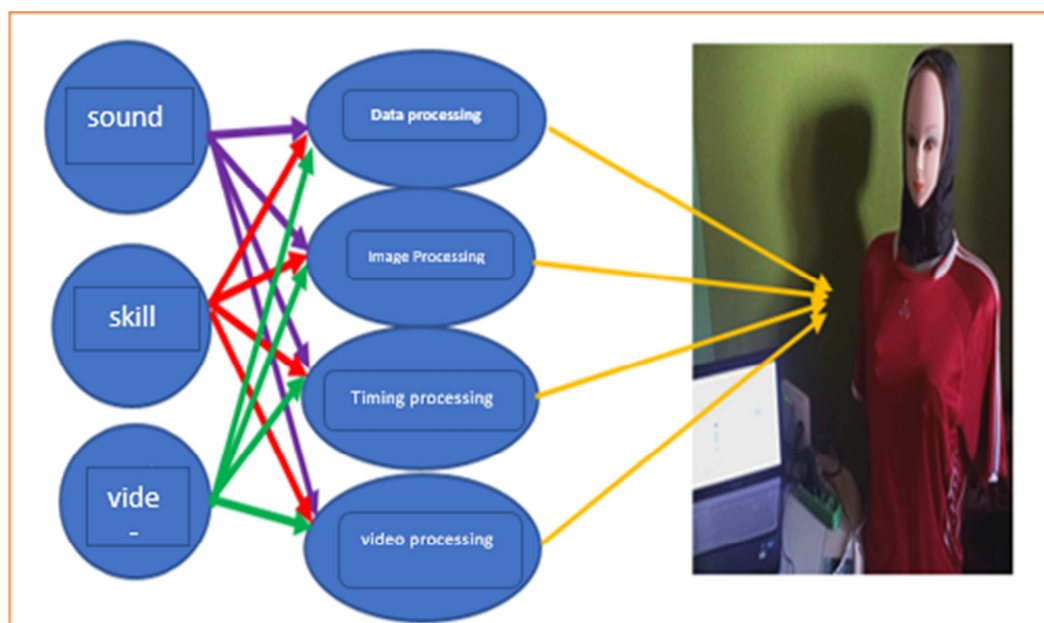 sound
skill
vide
Data processing
Image Processing
Timing processing
video processing